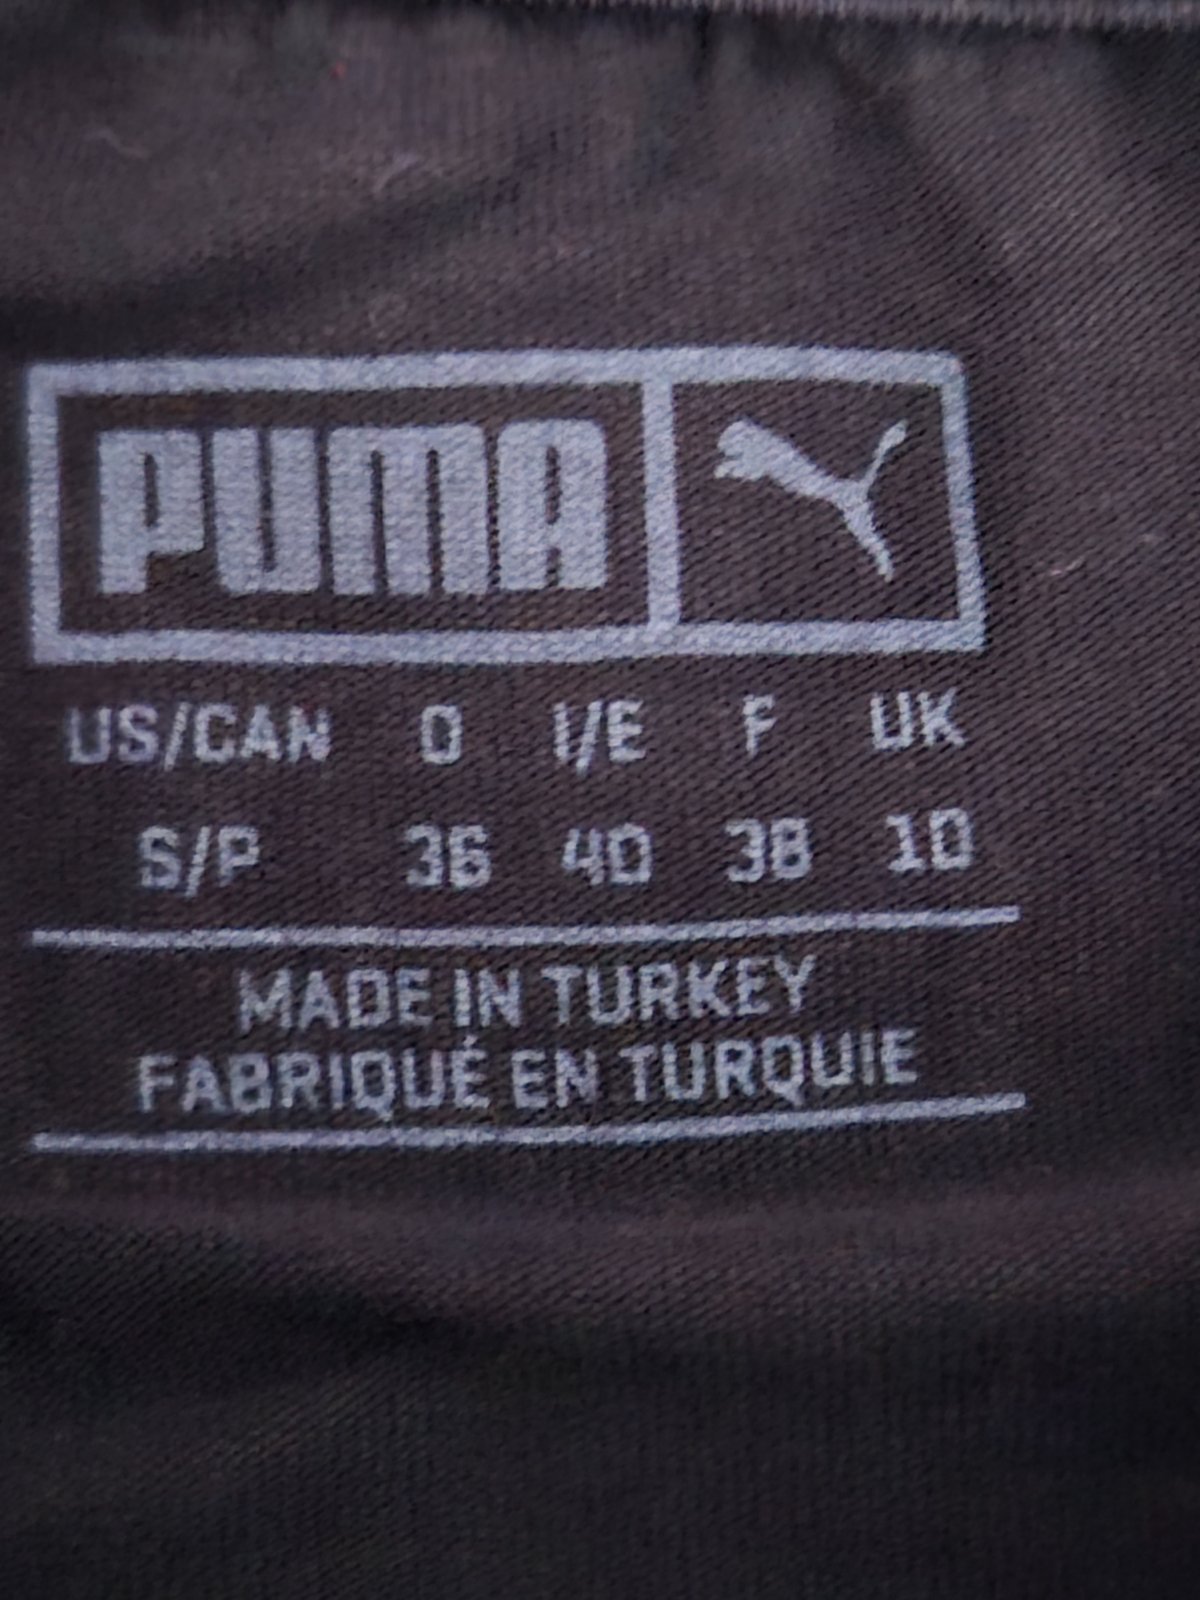 PUMA
US/CAN D I/E F UK
S/P 36 40 38 10
MADE IN TURKEY
FABRIQUÉ EN TURQUIE